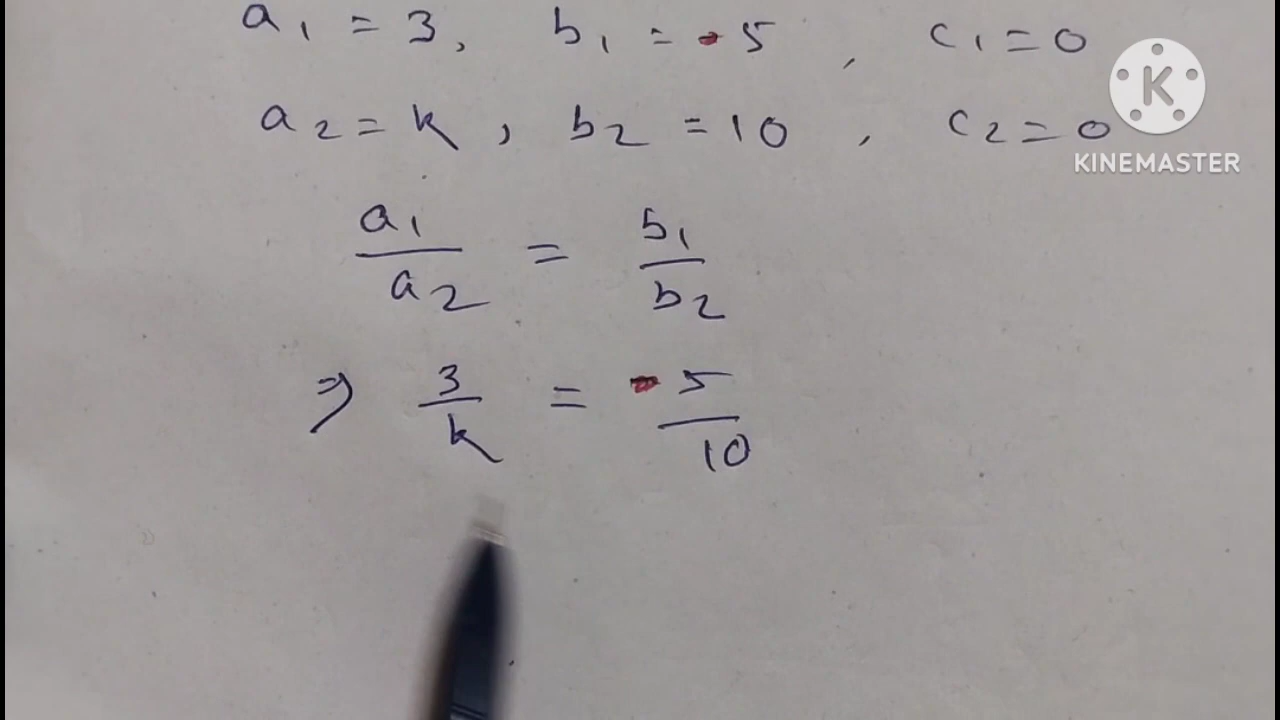 a1 = 3, b1 = -5, c1 = 0
a2 = k, b2 = 10, c2 = 0
K
KINEMASTER
a1/a2 = b1/b2
⇒ 3/k = -5/10